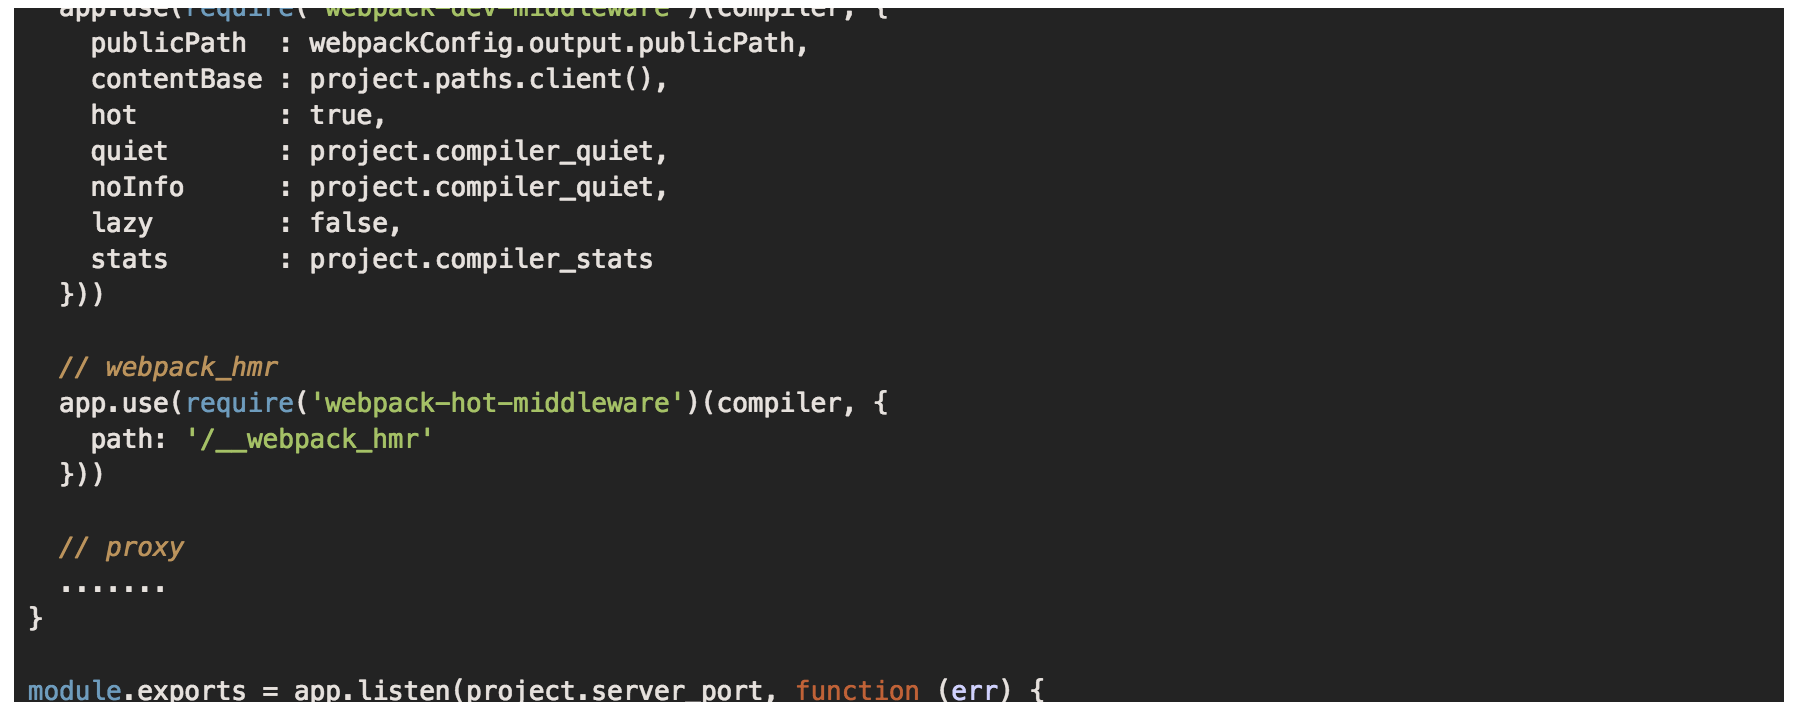 app.use(require('webpack-dev-middleware')(compiler, {
publicPath  : webpackConfig.output.publicPath,
contentBase : project.paths.client(),
hot         : true,
quiet       : project.compiler_quiet,
noInfo      : project.compiler_quiet,
lazy        : false,
stats       : project.compiler_stats
}))
// webpack_hmr
app.use(require('webpack-hot-middleware')(compiler, {
path: '/__webpack_hmr'
}))
// proxy
.......
}
module.exports = app.listen(project.server_port, function (err) {